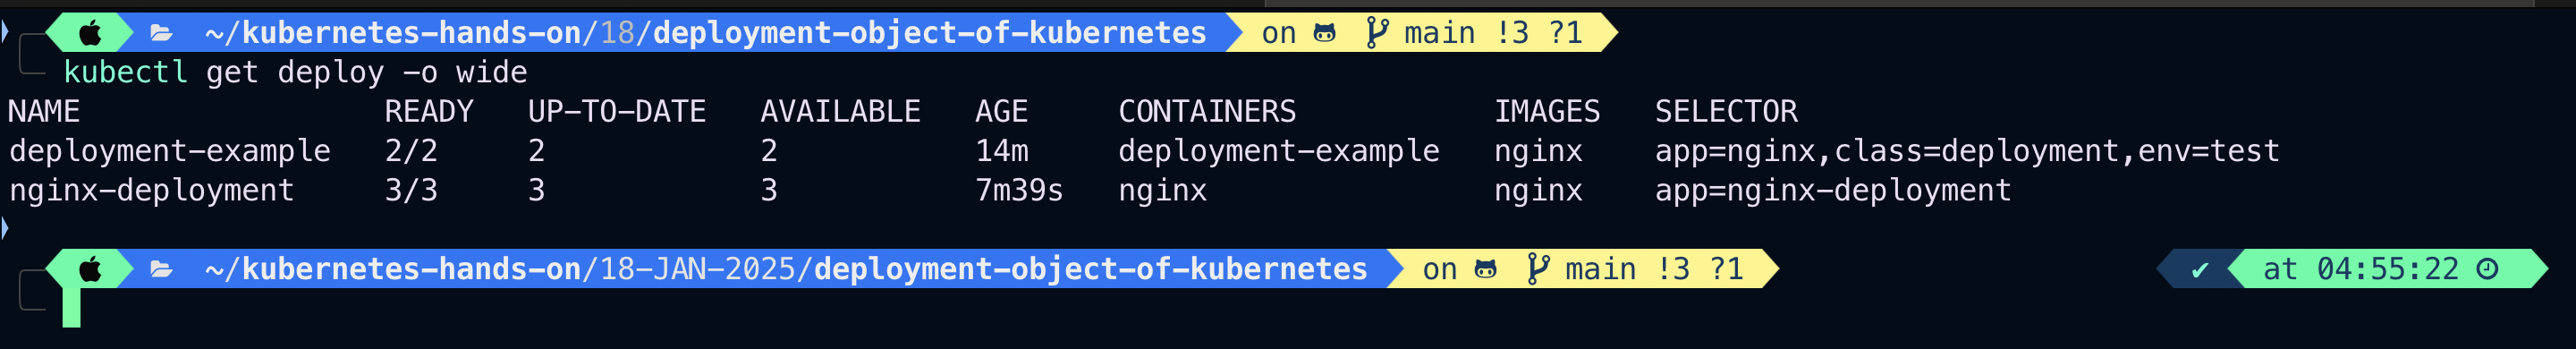 ~/kubernetes-hands-on/18/deployment-object-of-kubernetes on main !3 ?1
kubectl get deploy -o wide
NAME READY UP-TO-DATE AVAILABLE AGE CONTAINERS IMAGES SELECTOR
deployment-example 2/2 2 2 14m deployment-example nginx app=nginx,class=deployment,env=test
nginx-deployment 3/3 3 3 7m39s nginx nginx app=nginx-deployment
~/kubernetes-hands-on/18-JAN-2025/deployment-object-of-kubernetes on main !3 ?1 ✔ at 04:55:22